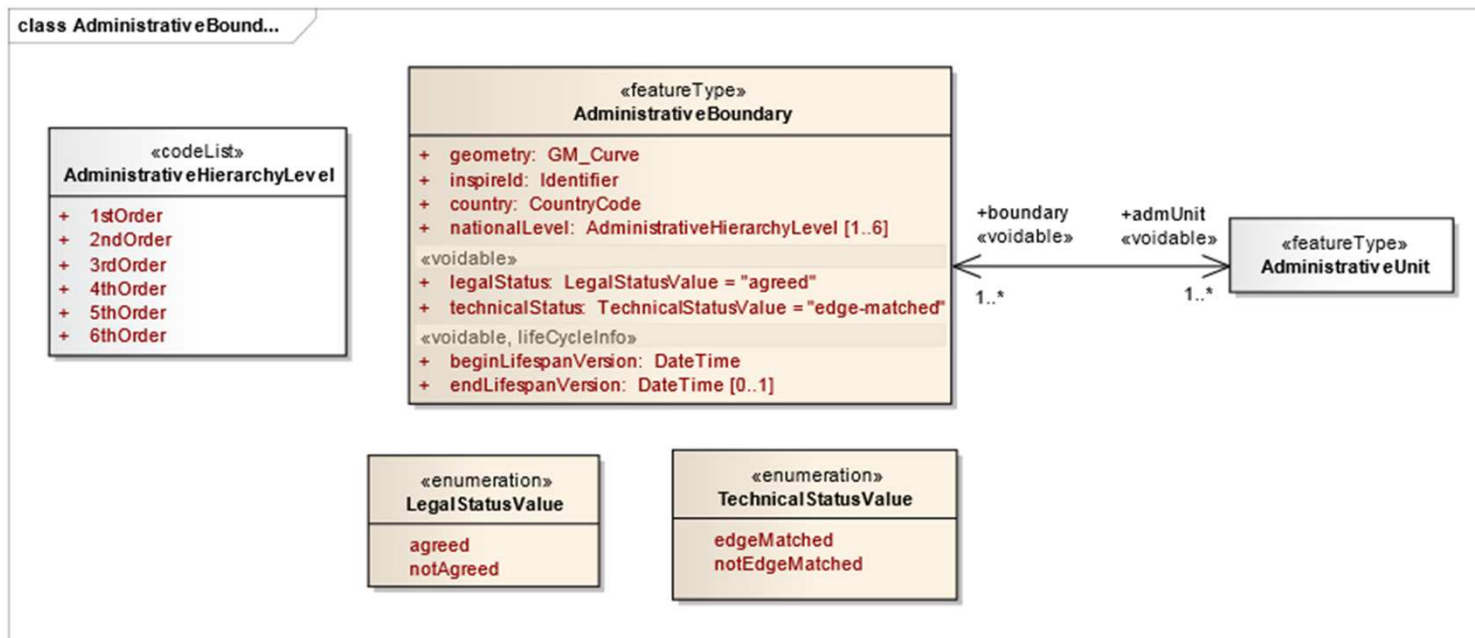 class AdministrativeBound...
«codeList»
AdministrativeHierarchyLevel
+ 1stOrder
+ 2ndOrder
+ 3rdOrder
+ 4thOrder
+ 5thOrder
+ 6thOrder
«featureType»
AdministrativeBoundary
+ geometry: GM_Curve
+ inspireId: Identifier
+ country: CountryCode
+ nationalLevel: AdministrativeHierarchyLevel [1..6]
«voidable»
+ legalStatus: LegalStatusValue = "agreed"
+ technicalStatus: TechnicalStatusValue = "edge-matched"
«voidable, lifeCycleInfo»
+ beginLifespanVersion: DateTime
+ endLifespanVersion: DateTime [0..1]
+boundary
«voidable»
1..*
+admUnit
«voidable»
1..*
«featureType»
AdministrativeUnit
«enumeration»
LegalStatusValue
agreed
notAgreed
«enumeration»
TechnicalStatusValue
edgeMatched
notEdgeMatched